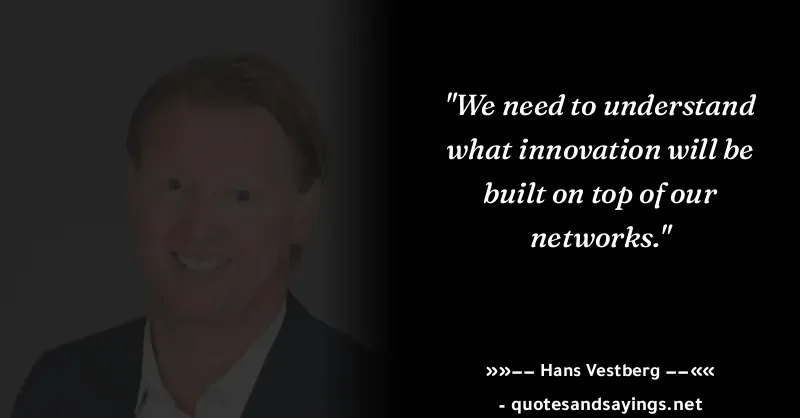 "We need to understand
what innovation will be
built on top of our
networks."
»»−− Hans Vestberg −−««
- quotesandsayings.net